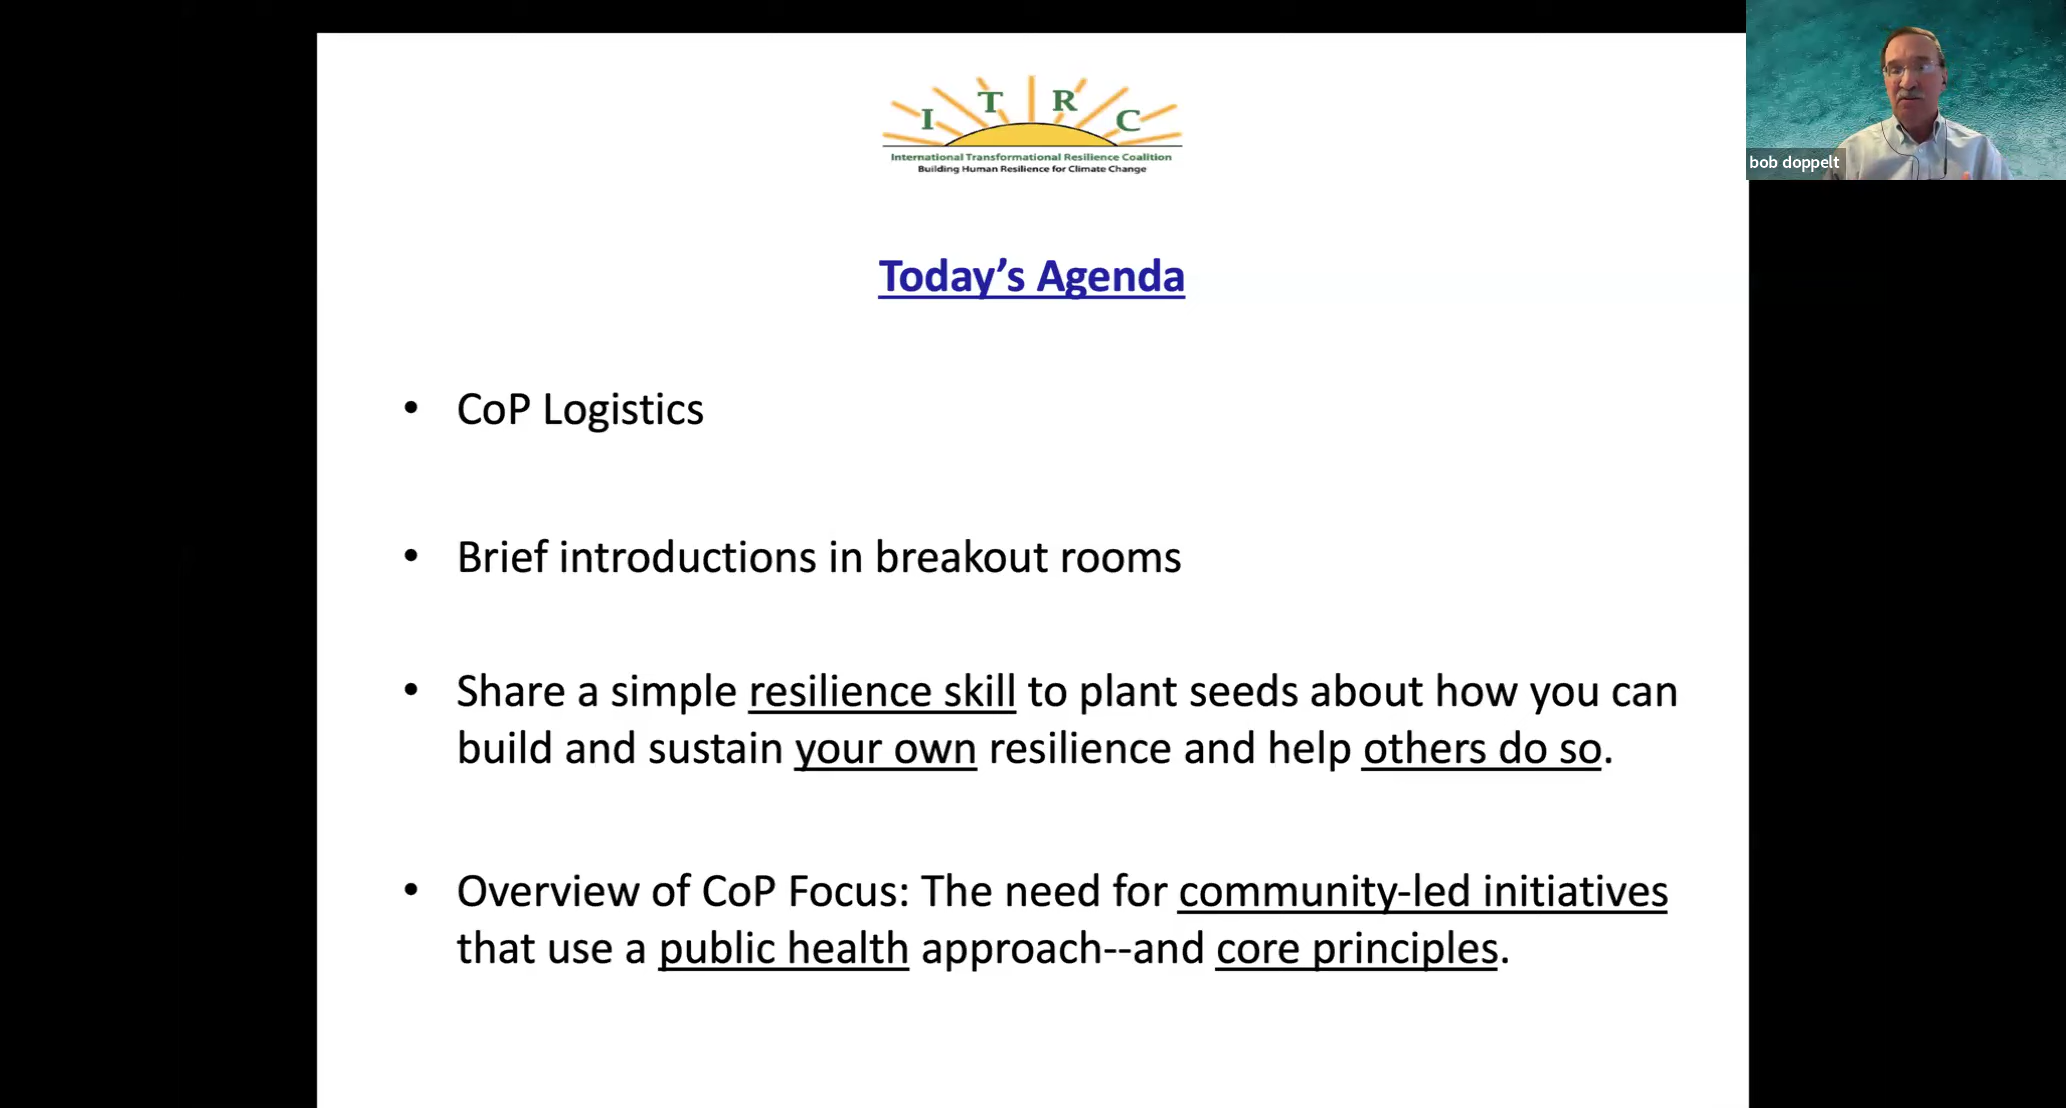 I T R C
International Transformational Resilience Coalition
Building Human Resilience for Climate Change
bob doppelt
Today’s Agenda
• CoP Logistics
• Brief introductions in breakout rooms
• Share a simple resilience skill to plant seeds about how you can
build and sustain your own resilience and help others do so.
• Overview of CoP Focus: The need for community-led initiatives
that use a public health approach--and core principles.